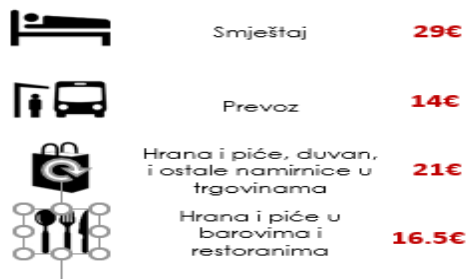 Smještaj 29€
Prevoz 14€
Hrana i piće, duvan,
i ostale namirnice u 21€
trgovinama
Hrana i piće u
barovima i 16.5€
restoranima